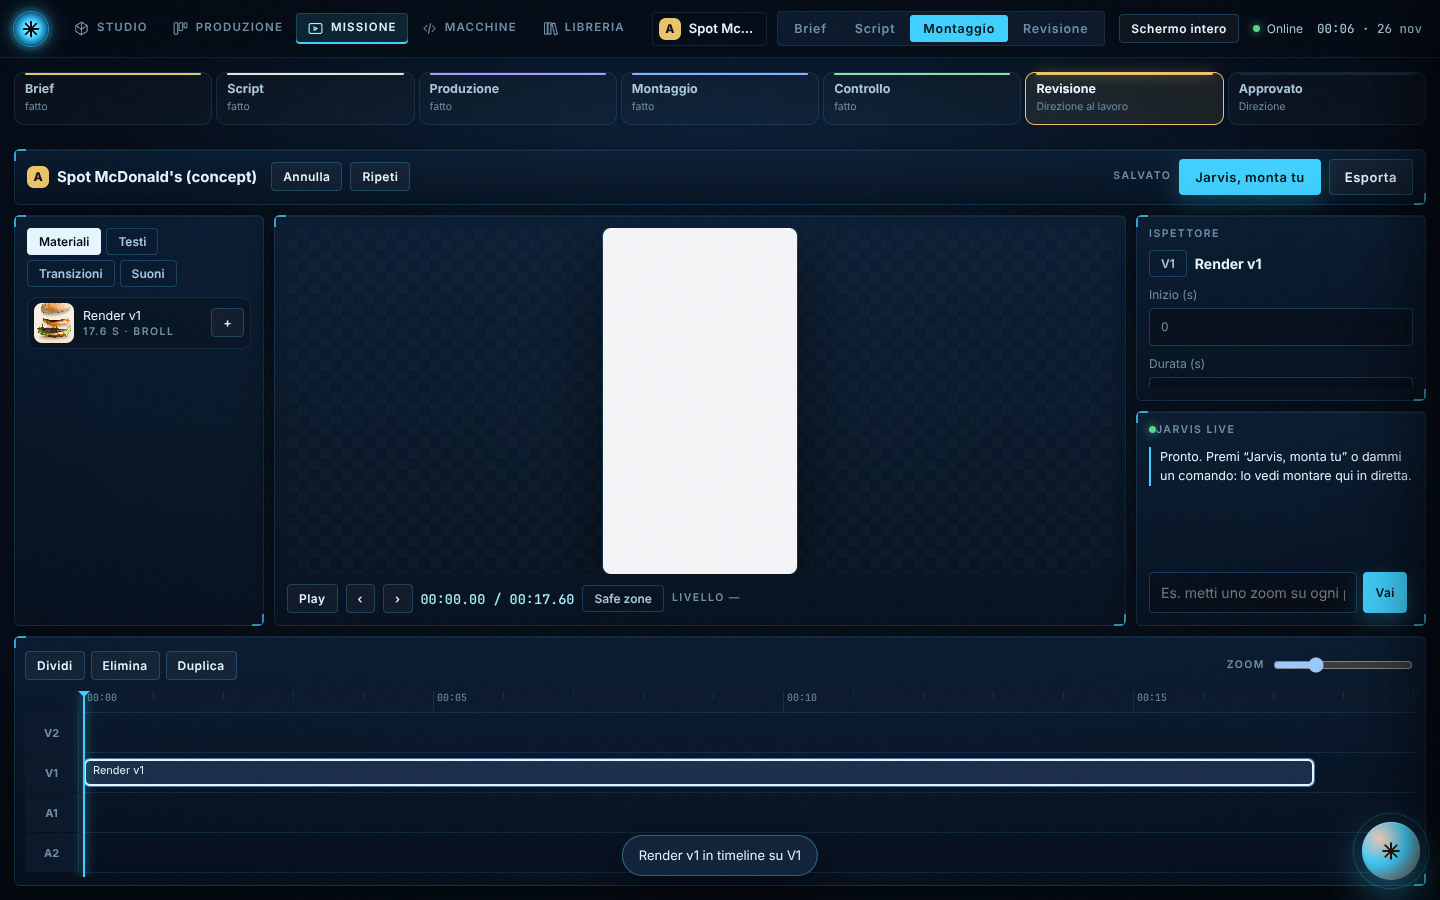 STUDIO
PRODUZIONE
MISSIONE
MACCHINE
LIBRERIA
A Spot Mc...
Brief Script Montaggio Revisione
Schermo intero
Online 00:06 · 26 nov
Brief
fatto
Script
fatto
Produzione
fatto
Montaggio
fatto
Controllo
fatto
Revisione
Direzione al lavoro
Approvato
Direzione
A Spot McDonald's (concept)
Annulla
Ripeti
SALVATO
Jarvis, monta tu
Esporta
Materiali
Testi
Transizioni
Suoni
Render v1
17.6 S · BROLL
+
Play
‹
›
00:00.00 / 00:17.60
Safe zone
LIVELLO —
ISPETTORE
V1 Render v1
Inizio (s)
0
Durata (s)
JARVIS LIVE
Pronto. Premi “Jarvis, monta tu” o dammi
un comando: lo vedi montare qui in diretta.
Es. metti uno zoom su ogni
Vai
Dividi
Elimina
Duplica
ZOOM
00:00 00:05 00:10 00:15
V2
V1
Render v1
A1
A2
Render v1 in timeline su V1